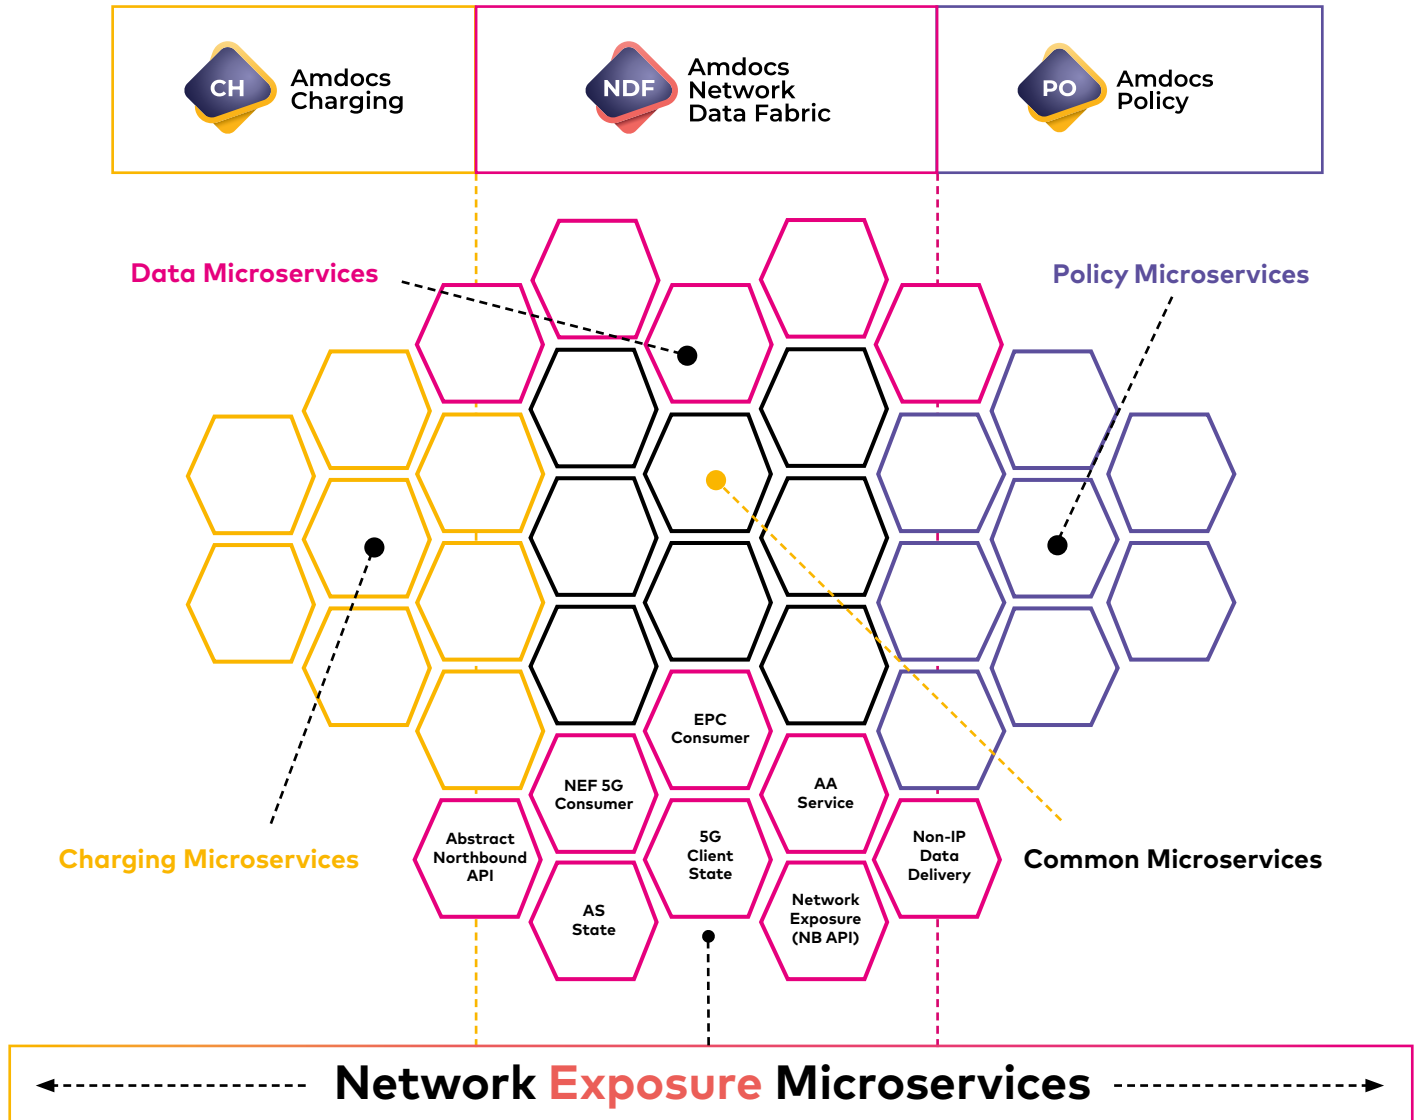 CH
Amdocs
Charging
NDF
Amdocs
Network
Data Fabric
PO
Amdocs
Policy
Data Microservices
Policy Microservices
EPC
Consumer
NEF 5G
Consumer
AA
Service
Abstract
Northbound
API
5G
Client
State
Non-IP
Data
Delivery
Charging Microservices
Common Microservices
AS
State
Network
Exposure
(NB API)
Network Exposure Microservices